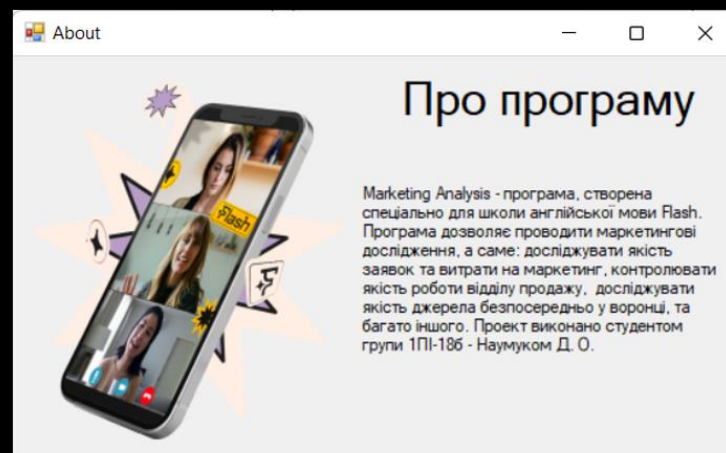 About
Про програму
Flash
Marketing Analysis - програма, створена
спеціально для школи англійської мови Flash.
Програма дозволяє проводити маркетингові
дослідження, а саме: досліджувати якість
заявок та витрати на маркетинг, контролювати
якість роботи відділу продажу,  досліджувати
якість джерела безпосередньо у воронці, та
багато іншого. Проект виконано студентом
групи 1ПІ-18б - Наумуком Д. О.